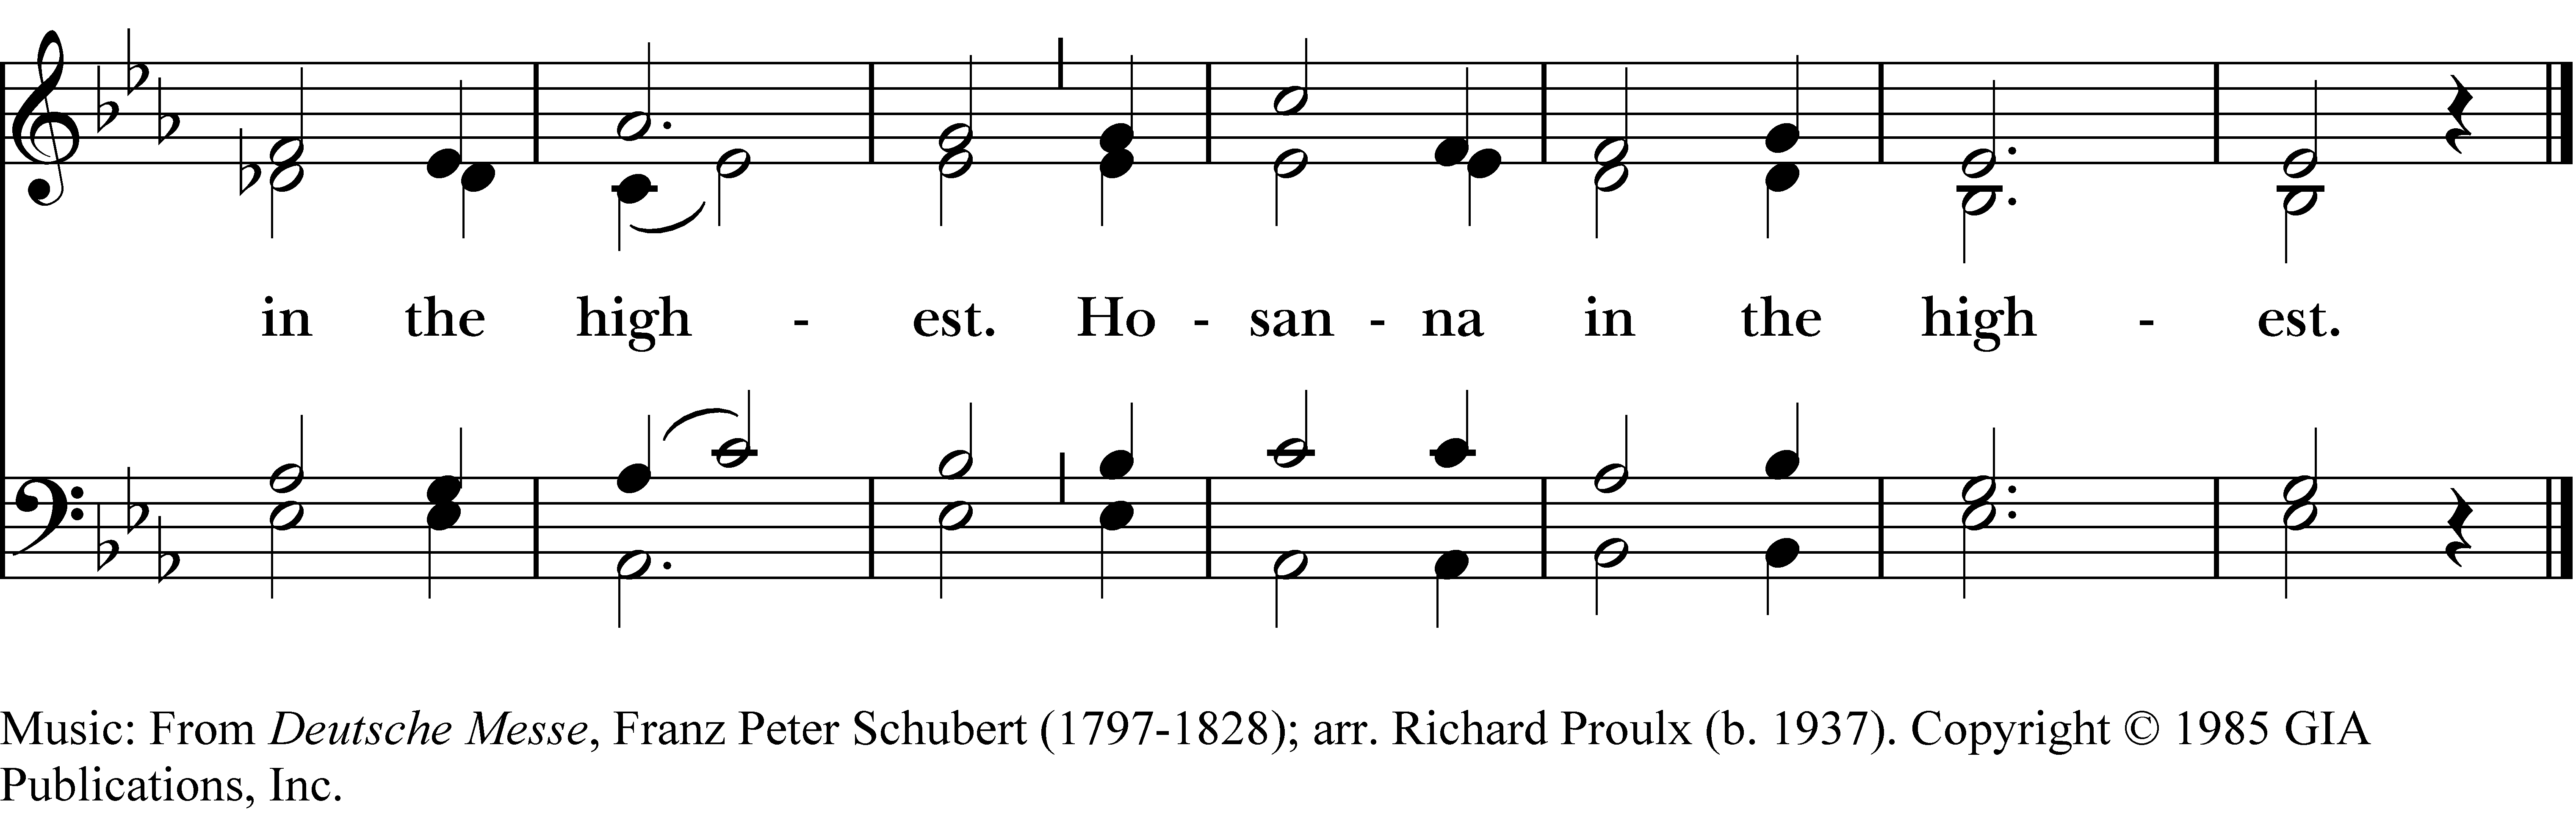 in the high - est. Ho - san - na in the high - est.
Music: From Deutsche Messe, Franz Peter Schubert (1797-1828); arr. Richard Proulx (b. 1937). Copyright © 1985 GIA
Publications, Inc.